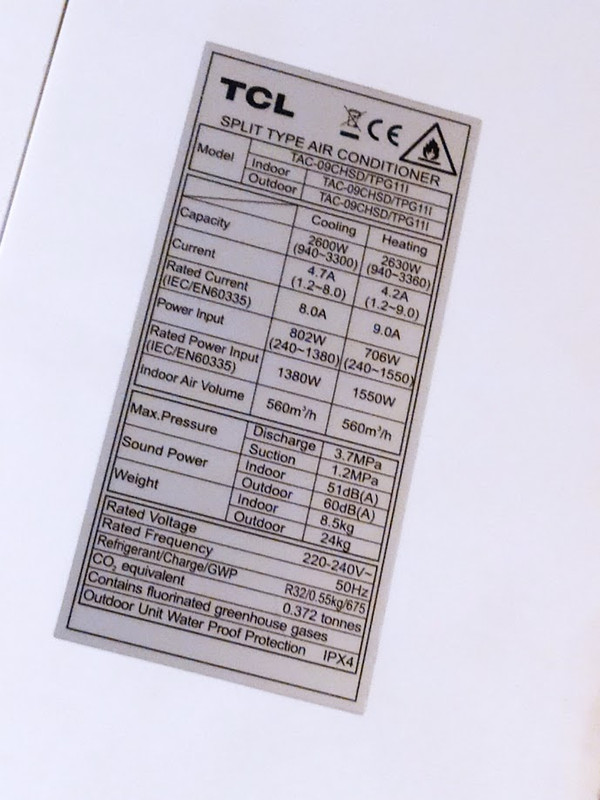 TCL
CE
SPLIT TYPE AIR CONDITIONER
Model TAC-09CHSD/TPG11I
Indoor TAC-09CHSD/TPG11I
Outdoor TAC-09CHSD/TPG11I
Cooling Heating
Capacity 2600W (940~3300) 2630W (940~3360)
Current 4.7A (1.2~8.0) 4.2A (1.2~9.0)
Rated Current (IEC/EN60335) 8.0A 9.0A
Power Input 802W (240~1380) 706W (240~1550)
Rated Power Input (IEC/EN60335) 1380W 1550W
Indoor Air Volume 560m³/h 560m³/h
Max.Pressure Discharge 3.7MPa
Suction 1.2MPa
Sound Power Indoor 51dB(A)
Outdoor 60dB(A)
Weight Indoor 8.5kg
Outdoor 24kg
Rated Voltage 220-240V~
Rated Frequency 50Hz
Refrigerant/Charge/GWP R32/0.55kg/675
CO₂ equivalent 0.372 tonnes
Contains fluorinated greenhouse gases
Outdoor Unit Water Proof Protection IPX4